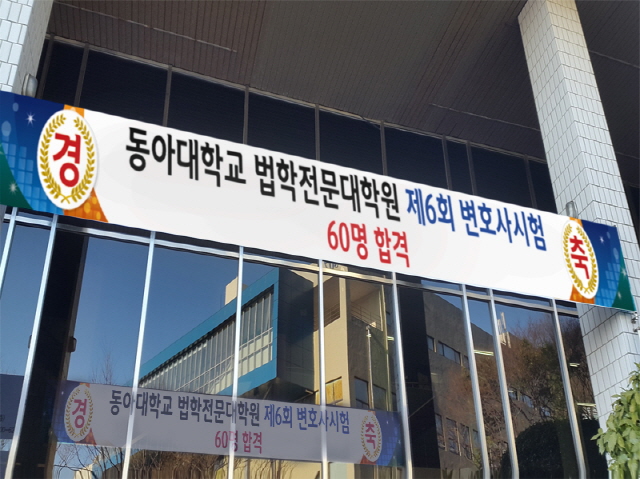 경 동아대학교 법학전문대학원 제6회 변호사시험 축
60명 합격
경 동아대학교 법학전문대학원 제6회 변호사시험 축
60명 합격